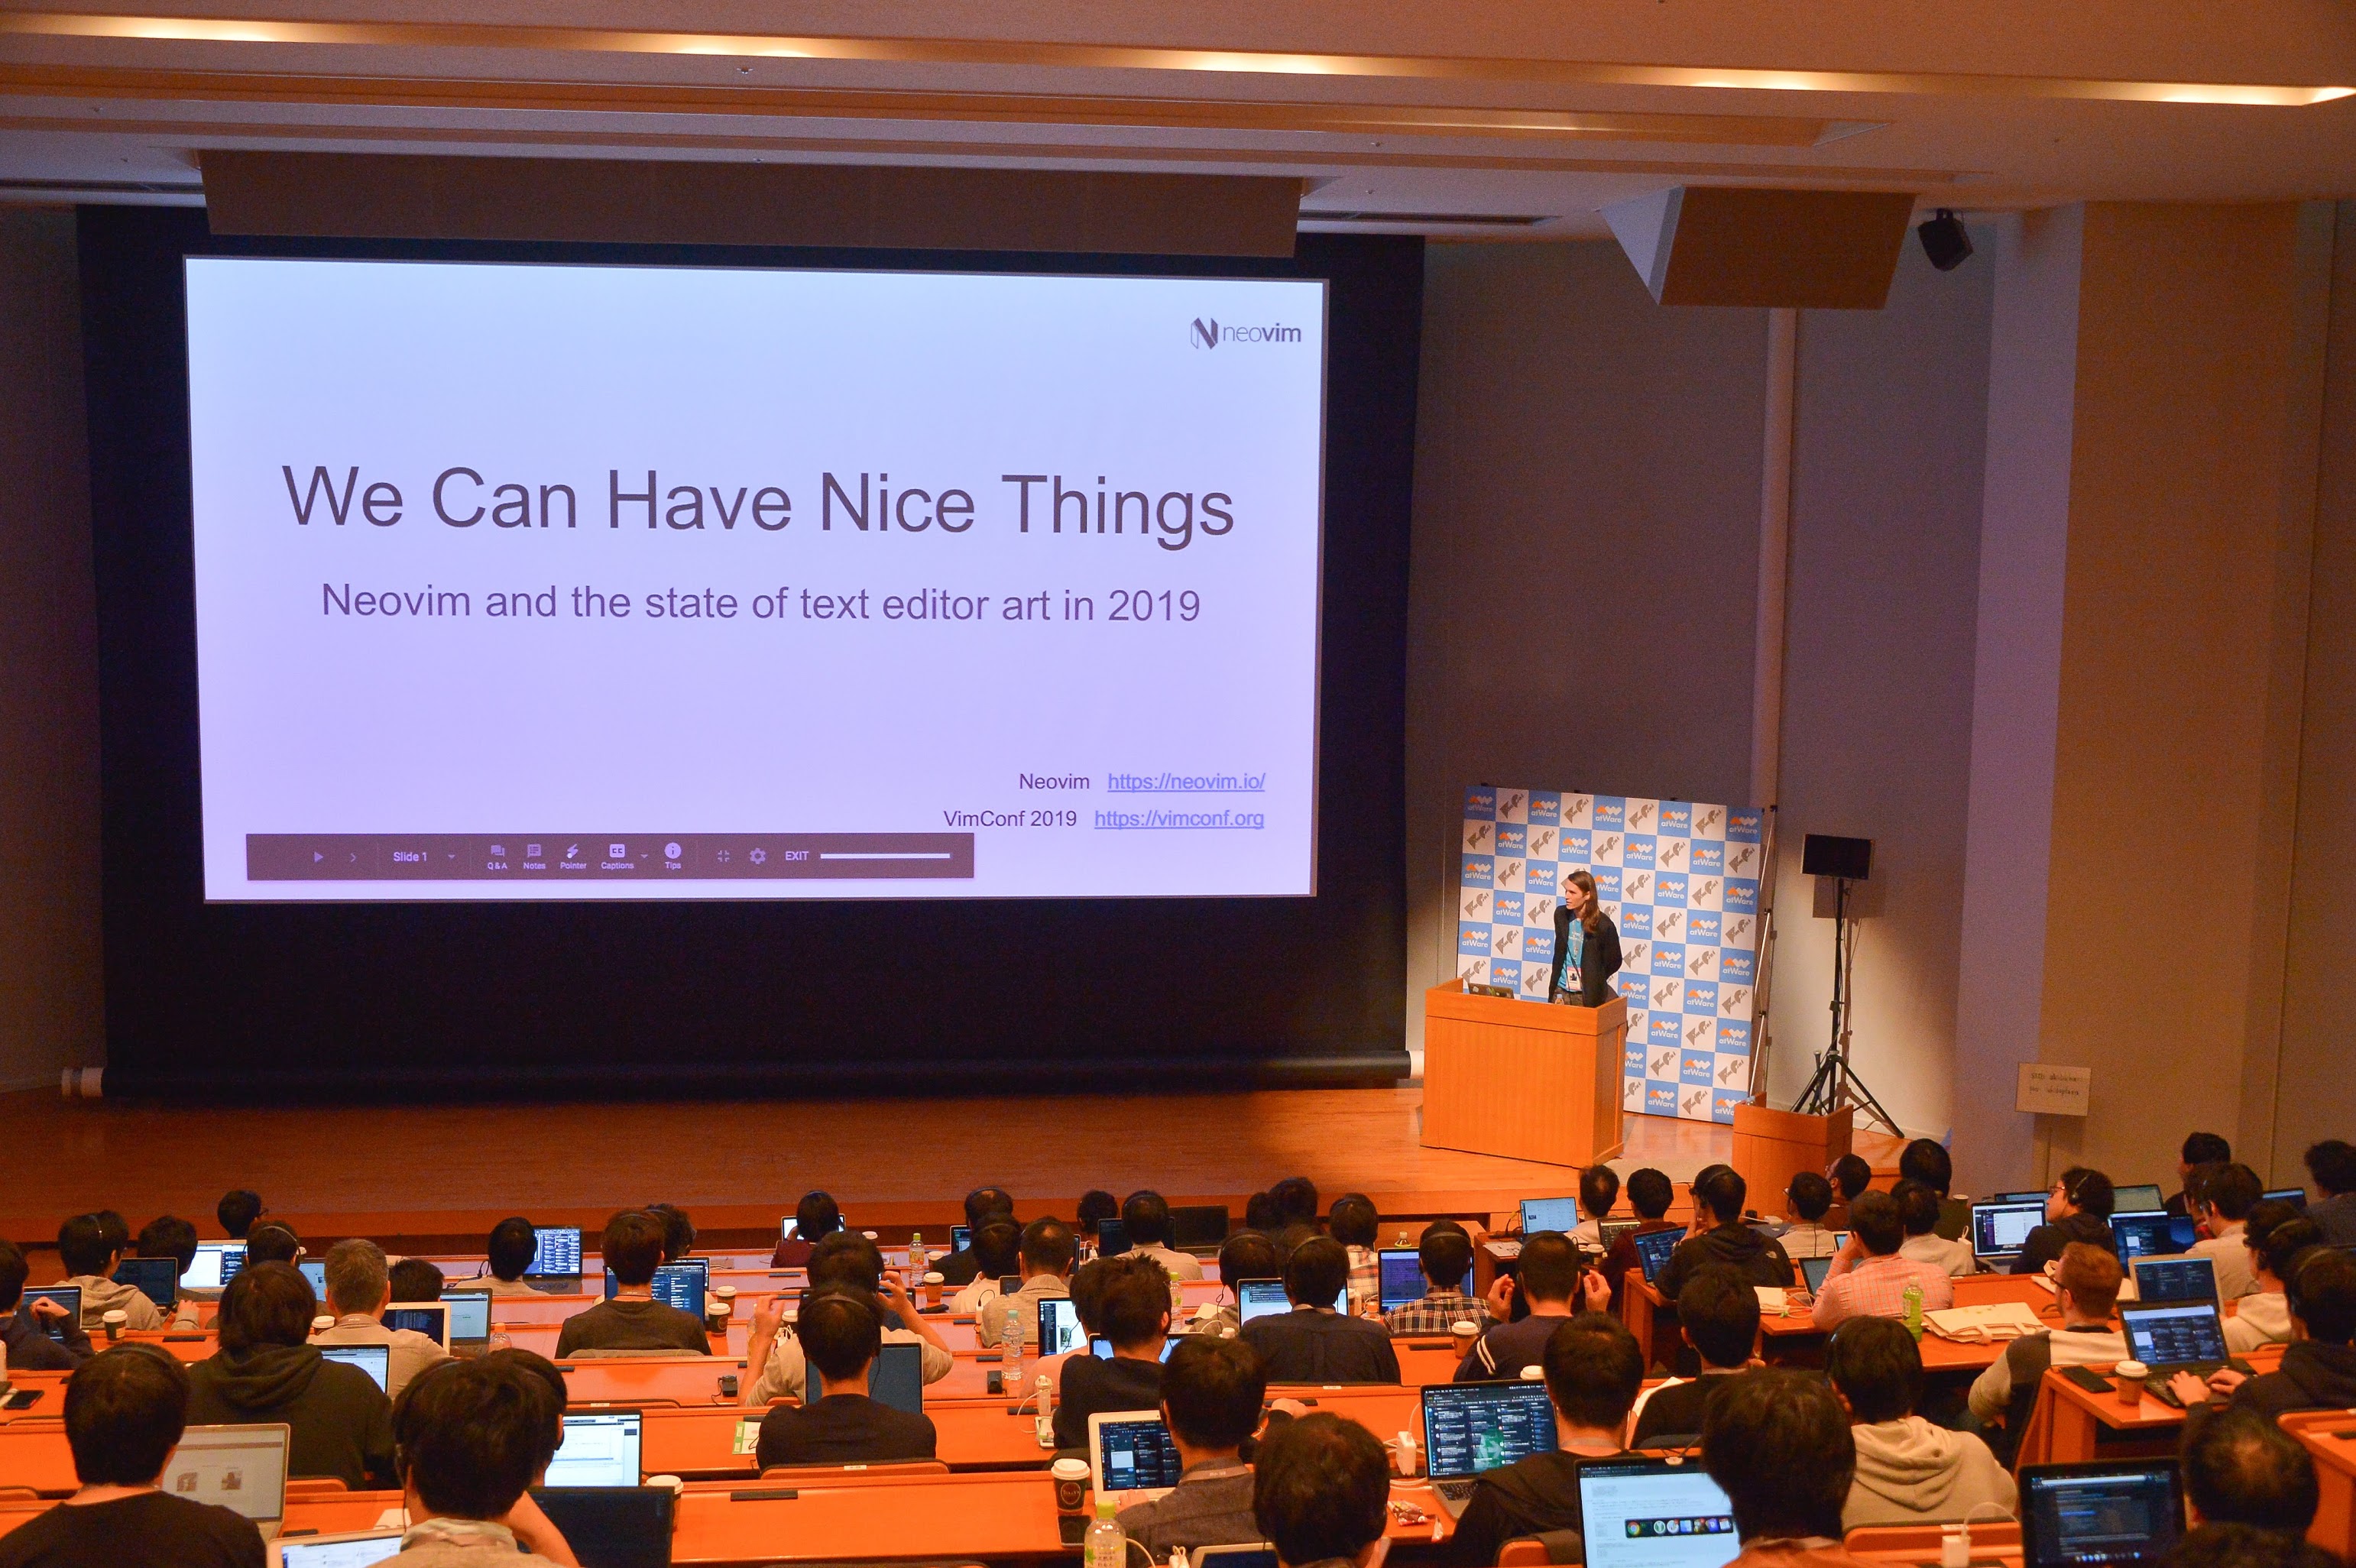 neovim
We Can Have Nice Things
Neovim and the state of text editor art in 2019
Neovim https://neovim.io/
VimConf 2019 https://vimconf.org
Slide 1
Q & A
Notes
Pointer
CC
Captions
Tips
EXIT
atWare